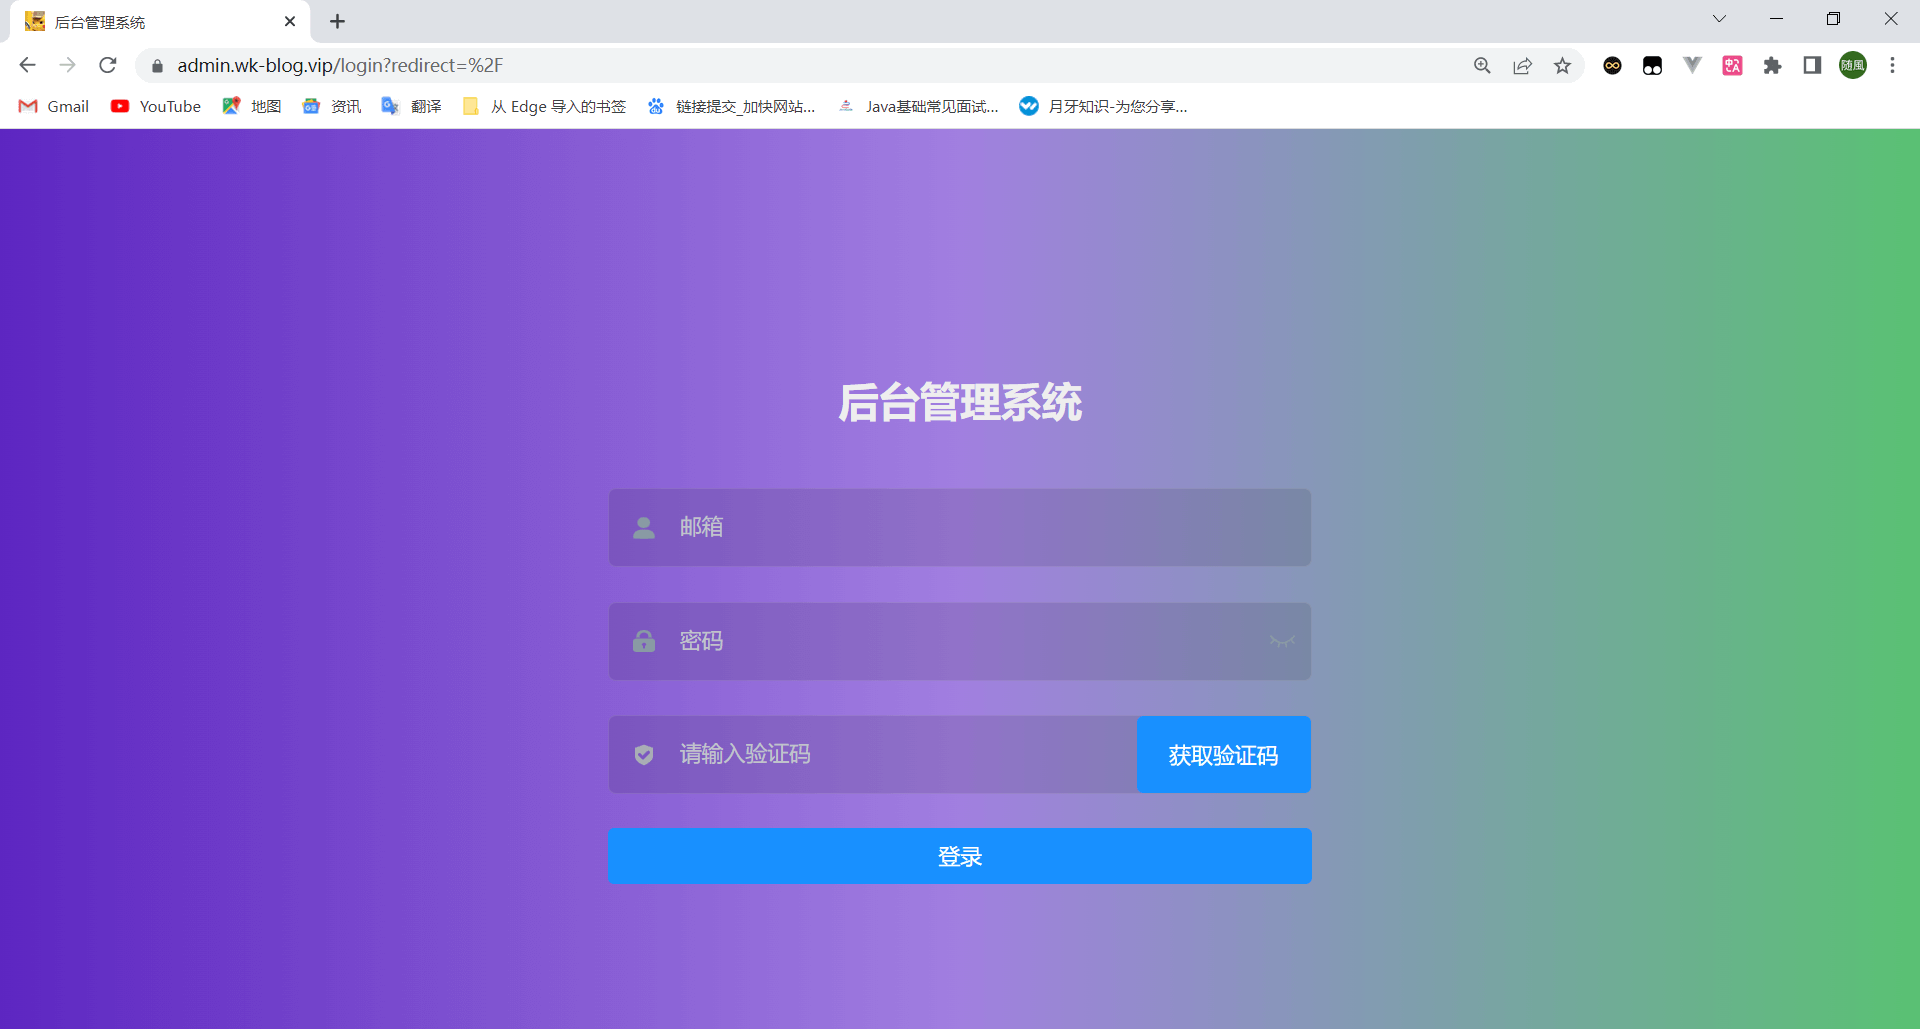 后台管理系统
admin.wk-blog.vip/login?redirect=%2F
随風
Gmail
YouTube
地图
资讯
翻译
从 Edge 导入的书签
链接提交_加快网站...
Java基础常见面试...
月牙知识-为您分享...
后台管理系统
邮箱
密码
请输入验证码
获取验证码
登录